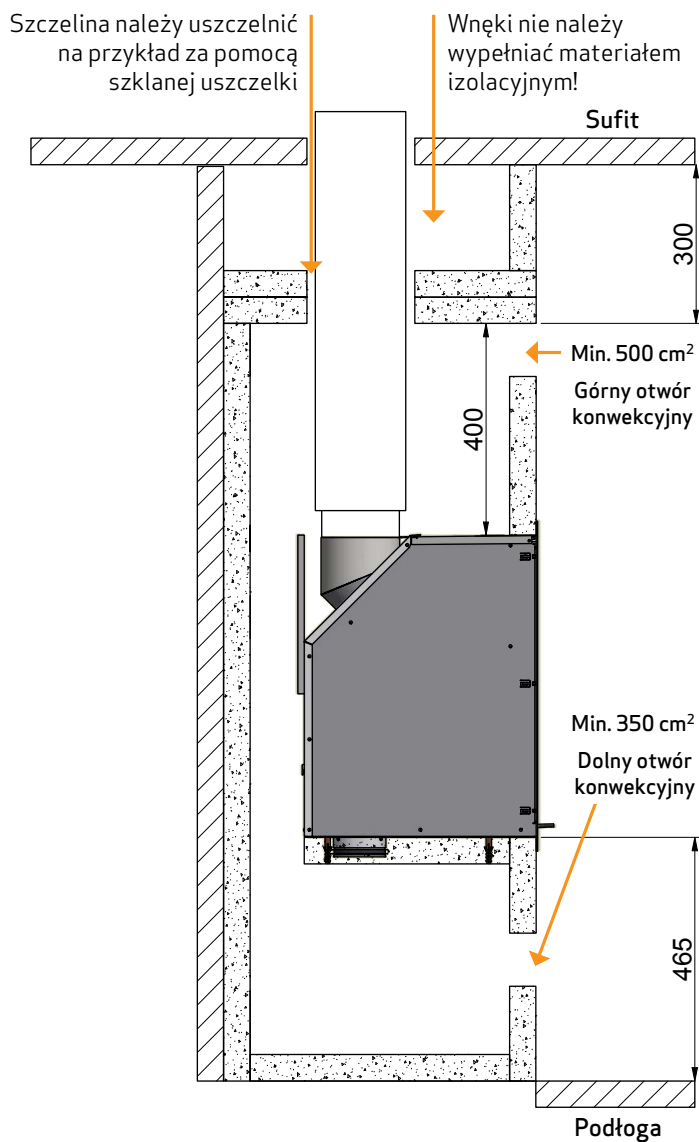 Szczelina należy uszczelnić
na przykład za pomocą
szklanej uszczelki
Wnęki nie należy
wypełniać materiałem
izolacyjnym!
Sufit
300
Min. 500 cm²
Górny otwór
konwekcyjny
400
Min. 350 cm²
Dolny otwór
konwekcyjny
465
Podłoga